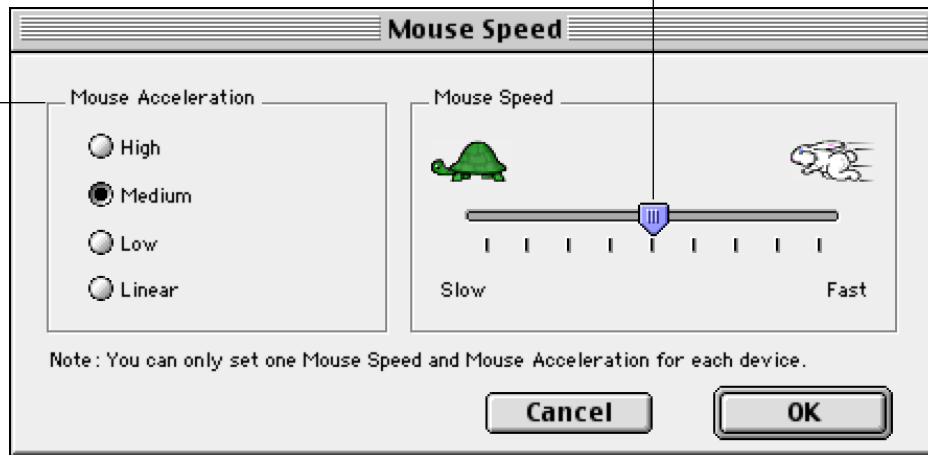 Mouse Speed
Mouse Acceleration
High
Medium
Low
Linear
Mouse Speed
Slow Fast
Note: You can only set one Mouse Speed and Mouse Acceleration for each device.
Cancel OK